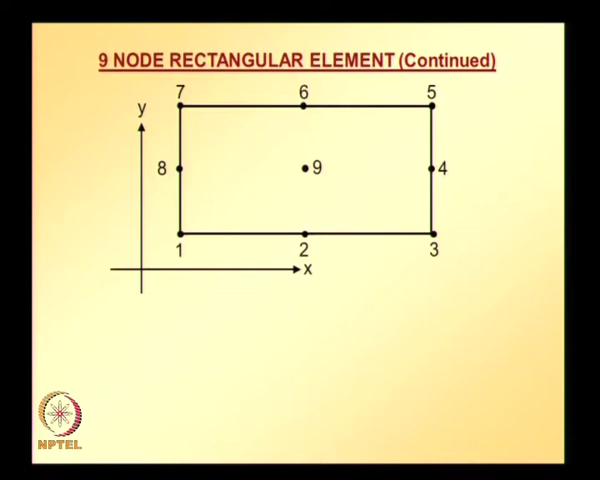 9 NODE RECTANGULAR ELEMENT (Continued)
7 6 5
y
8 9 4
1 2 3
x
NPTEL